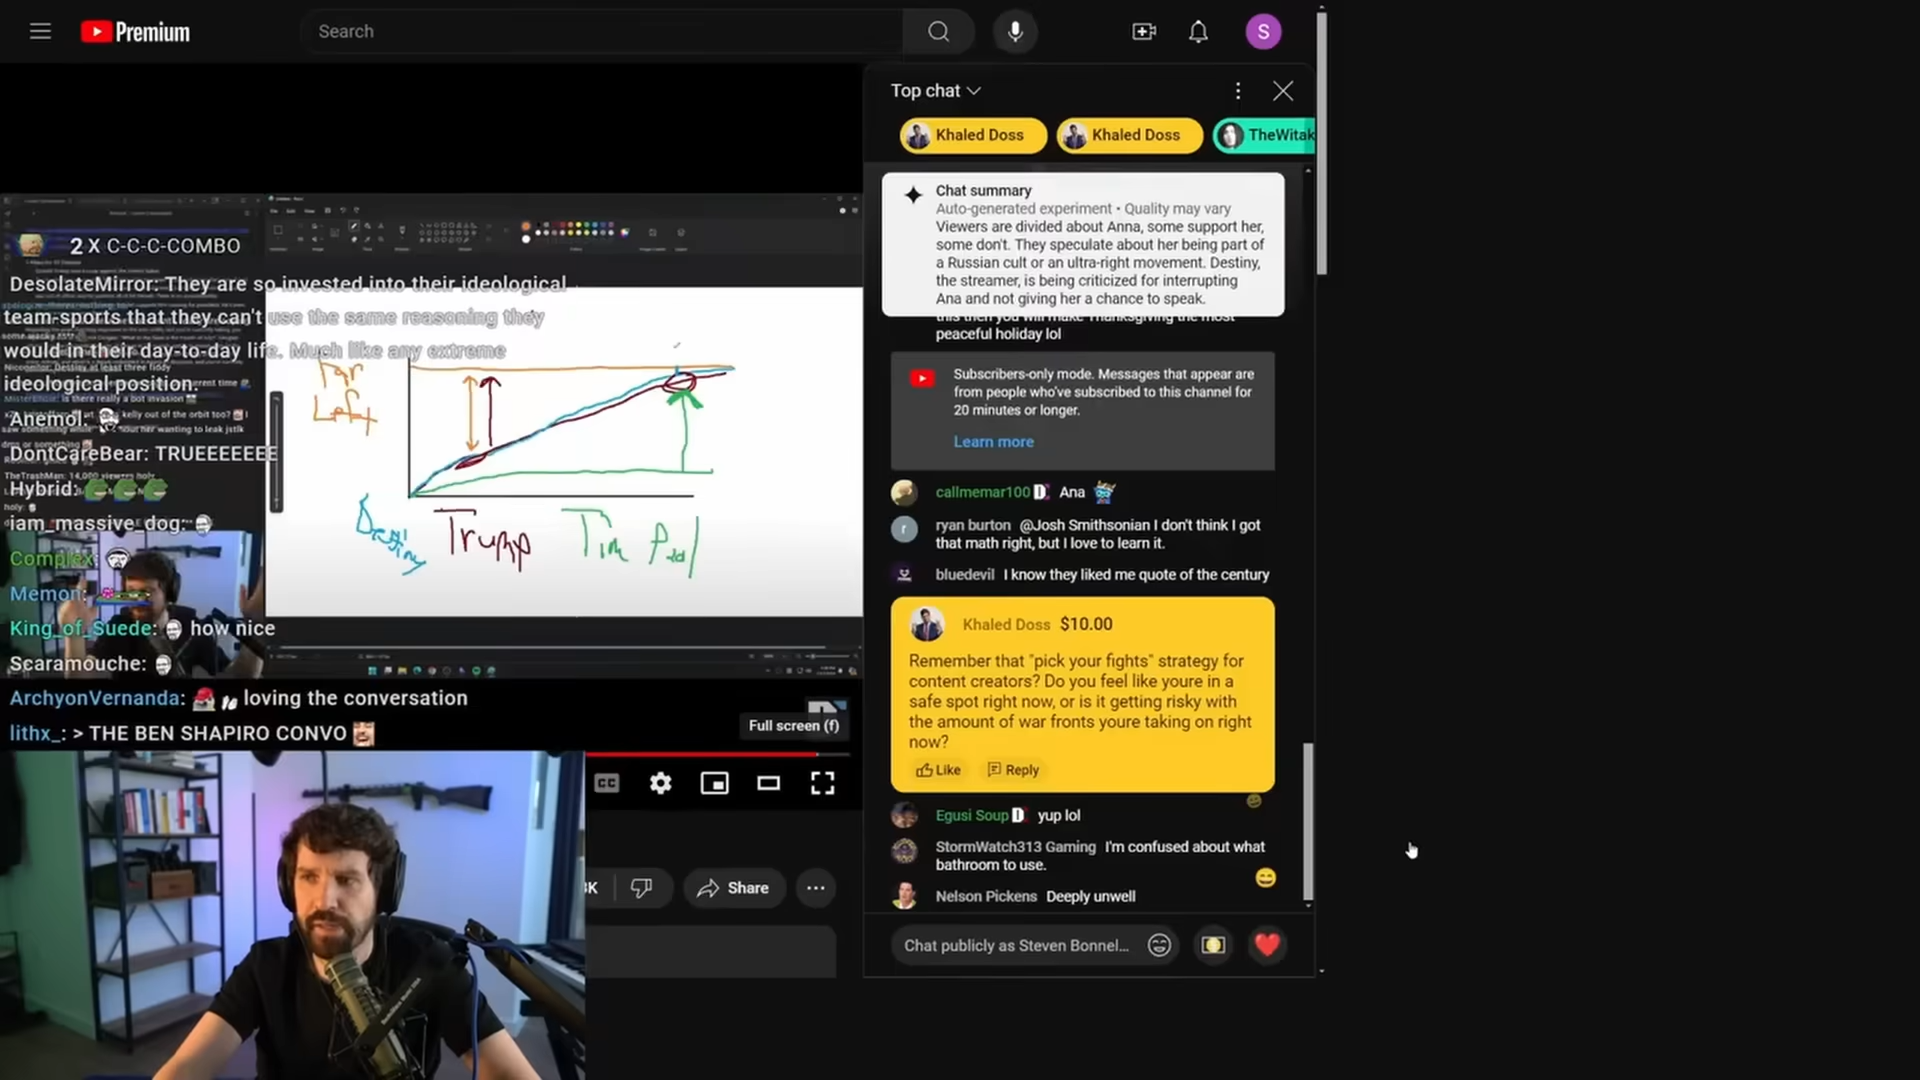 Premium
Search
S
Top chat
Khaled Doss
Khaled Doss
TheWitak
Chat summary
Auto-generated experiment • Quality may vary
Viewers are divided about Anna, some support her,
some don't. They speculate about her being part of
a Russian cult or an ultra-right movement. Destiny,
the streamer, is being criticized for interrupting
Ana and not giving her a chance to speak.
this then you will make Thanksgiving the most
peaceful holiday lol
Subscribers-only mode. Messages that appear are
from people who've subscribed to this channel for
20 minutes or longer.
Learn more
callmemar100 Ana
ryan burton @Josh Smithsonian I don't think I got
that math right, but I love to learn it.
bluedevil I know they liked me quote of the century
Khaled Doss $10.00
Remember that "pick your fights" strategy for
content creators? Do you feel like youre in a
safe spot right now, or is it getting risky with
the amount of war fronts youre taking on right
now?
Like Reply
Egusi Soup yup lol
StormWatch313 Gaming I'm confused about what
bathroom to use.
Nelson Pickens Deeply unwell
Chat publicly as Steven Bonnel...
2 X C-C-C-COMBO
DesolateMirror: They are so invested into their ideological
team-sports that they can't use the same reasoning they
would in their day-to-day life. Much like any extreme
ideological position.
Anemol:
DontCareBear: TRUEEEEEEE
Hybrid:
iam_massive_dog:
Complex:
Memon:
King_of_Suede: how nice
Scaramouche:
ArchyonVernanda: loving the conversation
lithx_: > THE BEN SHAPIRO CONVO
Far
Left
Destiny
Trump
Tim Pool
Full screen (f)
CC
K
Share